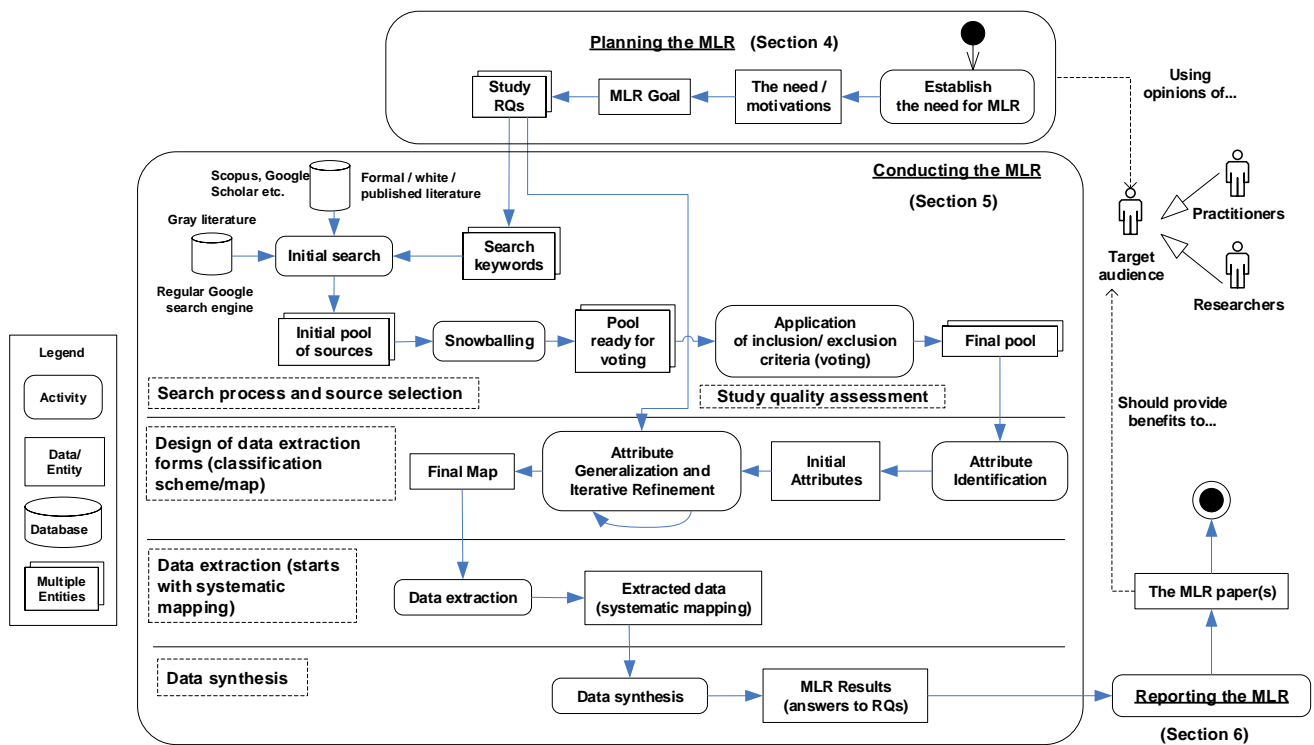 Planning the MLR (Section 4)
Study
RQs
MLR Goal
The need /
motivations
Establish
the need for MLR
Using
opinions of...
Conducting the MLR
(Section 5)
Scopus, Google
Scholar etc.
Formal / white /
published literature
Gray literature
Initial search
Search
keywords
Regular Google
search engine
Practitioners
Target
audience
Researchers
Initial pool
of sources
Snowballing
Pool
ready for
voting
Application
of inclusion/ exclusion
criteria (voting)
Final pool
Search process and source selection
Study quality assessment
Legend
Activity
Data/
Entity
Database
Multiple
Entities
Should provide
benefits to...
Design of data extraction
forms (classification
scheme/map)
Final Map
Attribute
Generalization and
Iterative Refinement
Initial
Attributes
Attribute
Identification
Data extraction (starts
with systematic
mapping)
Data extraction
Extracted data
(systematic mapping)
The MLR paper(s)
Data synthesis
Data synthesis
MLR Results
(answers to RQs)
Reporting the MLR
(Section 6)